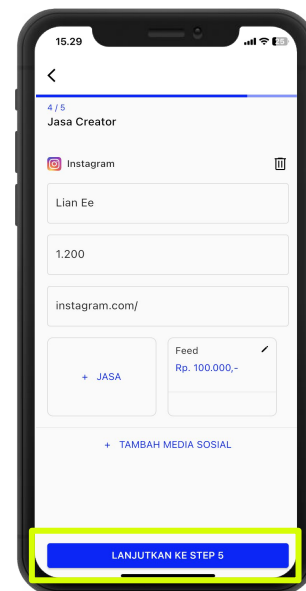 15.29
4 / 5
Jasa Creator
Instagram
Lian Ee
1.200
instagram.com/
+ JASA
Feed
Rp. 100.000,-
+ TAMBAH MEDIA SOSIAL
LANJUTKAN KE STEP 5